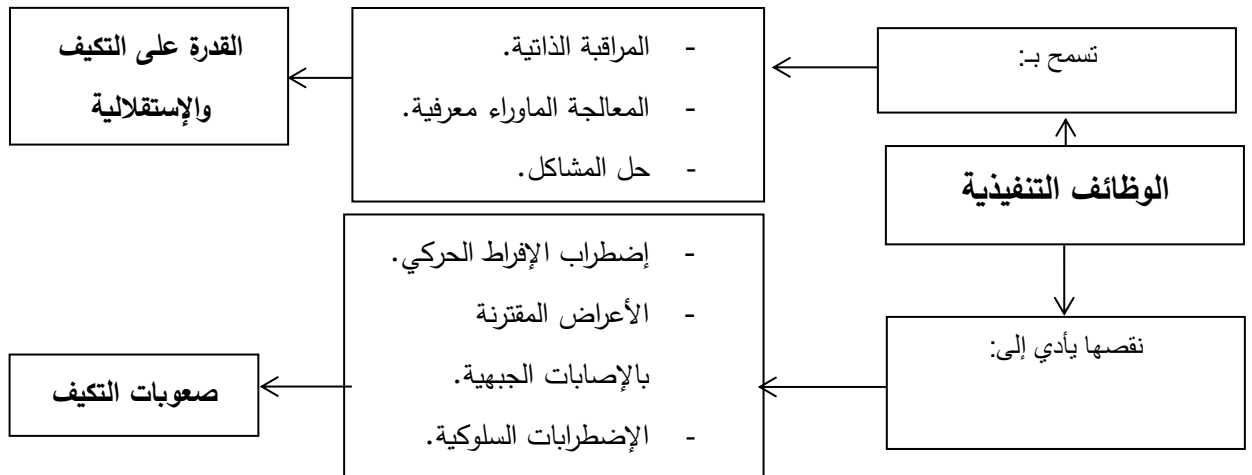 تسمح بـ:
- المراقبة الذاتية.
- المعالجة الماوراء معرفية.
- حل المشاكل.
القدرة على التكيف
والإستقلالية
الوظائف التنفيذية
نقصها يأدي إلى:
- إضطراب الإفراط الحركي.
- الأعراض المقترنة
بالإصابات الجبهية.
- الإضطرابات السلوكية.
صعوبات التكيف